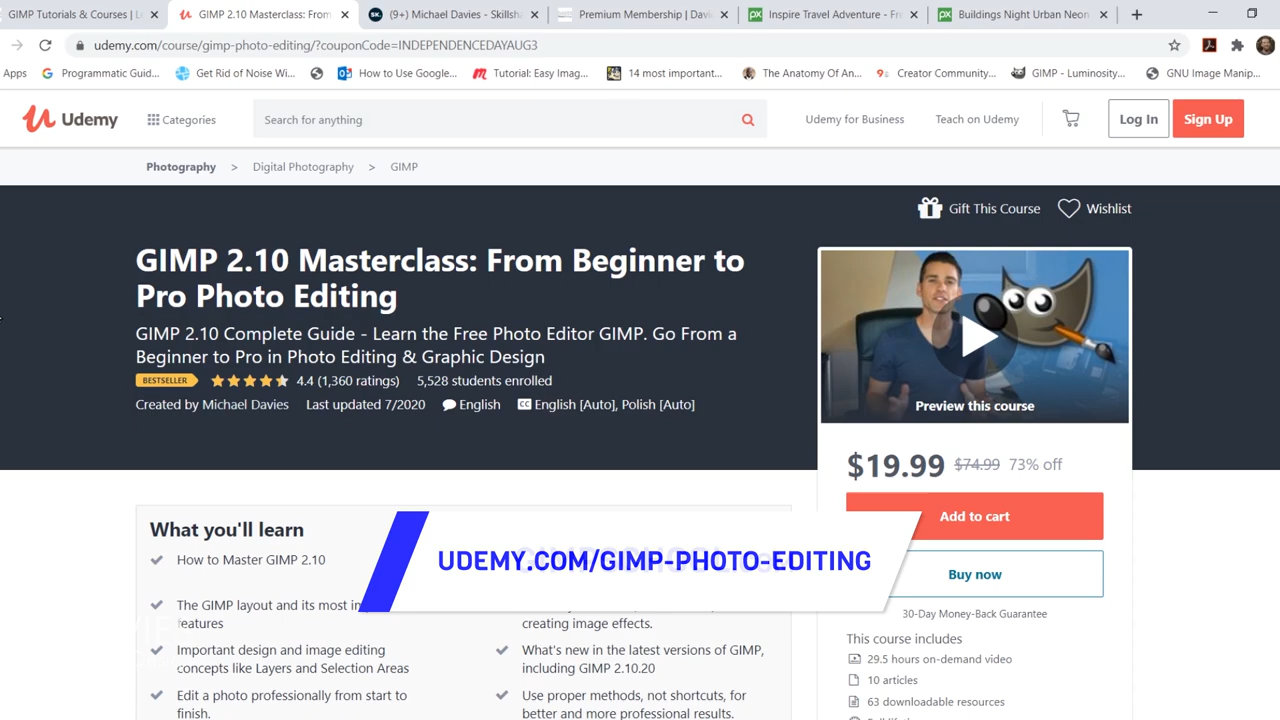 GIMP Tutorials & Courses | Le
GIMP 2.10 Masterclass: From
SK.
(9+) Michael Davies - Skillsha
Premium Membership | Davie
PX
Inspire Travel Adventure - Fre
PX
Buildings Night Urban Neon
udemy.com/course/gimp-photo-editing/?couponCode=INDEPENDENCEDAYAUG3
Apps
Programmatic Guid...
Get Rid of Noise Wi...
How to Use Google...
Tutorial: Easy Imag...
14 most important...
The Anatomy Of An...
Creator Community...
GIMP - Luminosity...
GNU Image Manip...
Udemy
Categories
Search for anything
Udemy for Business
Teach on Udemy
Log In
Sign Up
Photography > Digital Photography > GIMP
Gift This Course
Wishlist
GIMP 2.10 Masterclass: From Beginner to
Pro Photo Editing
GIMP 2.10 Complete Guide - Learn the Free Photo Editor GIMP. Go From a
Beginner to Pro in Photo Editing & Graphic Design
BESTSELLER 4.4 (1,360 ratings) 5,528 students enrolled
Created by Michael Davies Last updated 7/2020 English CC English [Auto], Polish [Auto]
Preview this course
$19.99 $74.99 73% off
Add to cart
Buy now
30-Day Money-Back Guarantee
This course includes
29.5 hours on-demand video
10 articles
63 downloadable resources
What you'll learn
How to Master GIMP 2.10
The GIMP layout and its most
features
Important design and image editing
concepts like Layers and Selection Areas
Edit a photo professionally from start to
finish.
creating image effects.
What's new in the latest versions of GIMP,
including GIMP 2.10.20
Use proper methods, not shortcuts, for
better and more professional results.
UDEMY.COM/GIMP-PHOTO-EDITING